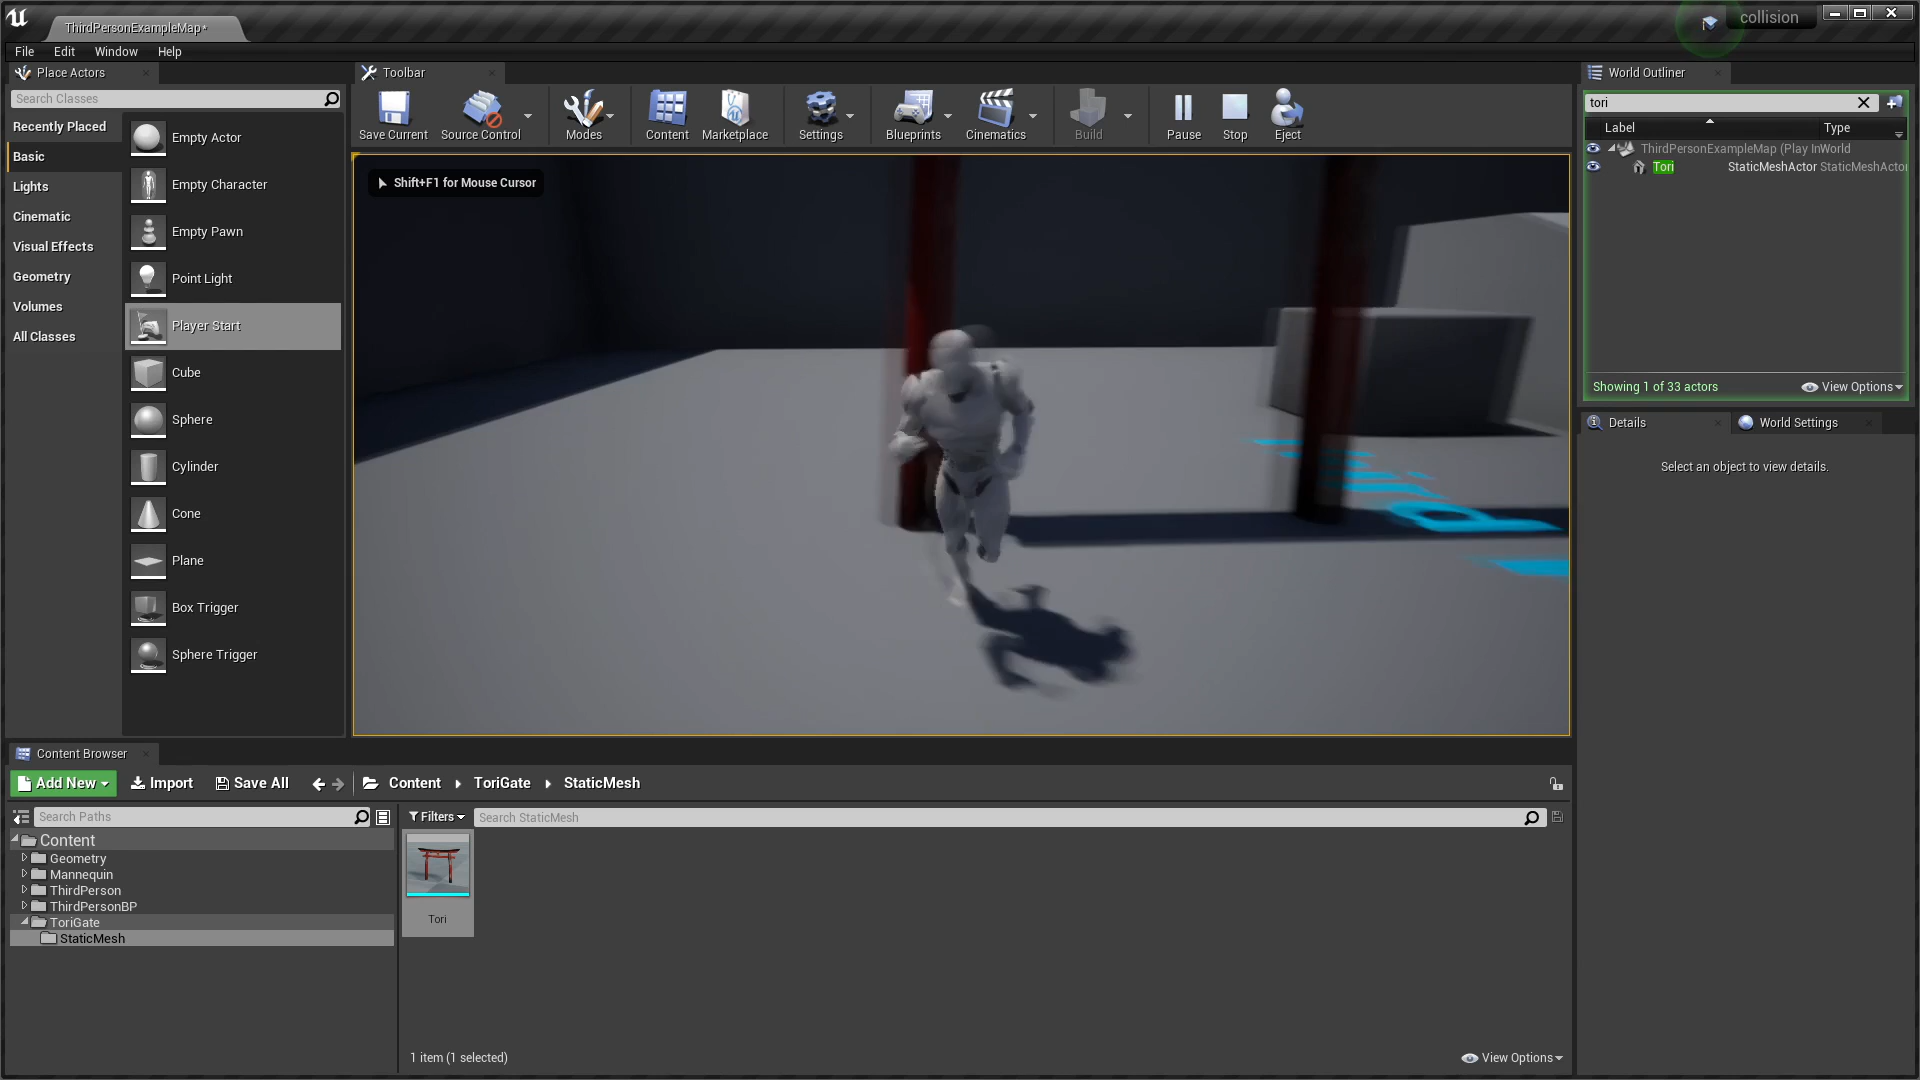 ThirdPersonExampleMap*
collision
File Edit Window Help
Place Actors
Search Classes
Recently Placed
Basic
Lights
Cinematic
Visual Effects
Geometry
Volumes
All Classes
Empty Actor
Empty Character
Empty Pawn
Point Light
Player Start
Cube
Sphere
Cylinder
Cone
Plane
Box Trigger
Sphere Trigger
Toolbar
Save Current Source Control Modes Content Marketplace Settings Blueprints Cinematics Build Pause Stop Eject
Shift+F1 for Mouse Cursor
World Outliner
tori
Label Type
ThirdPersonExampleMap (Play In World
Tori StaticMeshActor StaticMeshActor
Showing 1 of 33 actors View Options
Details World Settings
Select an object to view details.
Content Browser
Add New Import Save All Content ToriGate StaticMesh
Search Paths
Content
Geometry
Mannequin
ThirdPerson
ThirdPersonBP
ToriGate
StaticMesh
Filters Search StaticMesh
Tori
1 item (1 selected) View Options